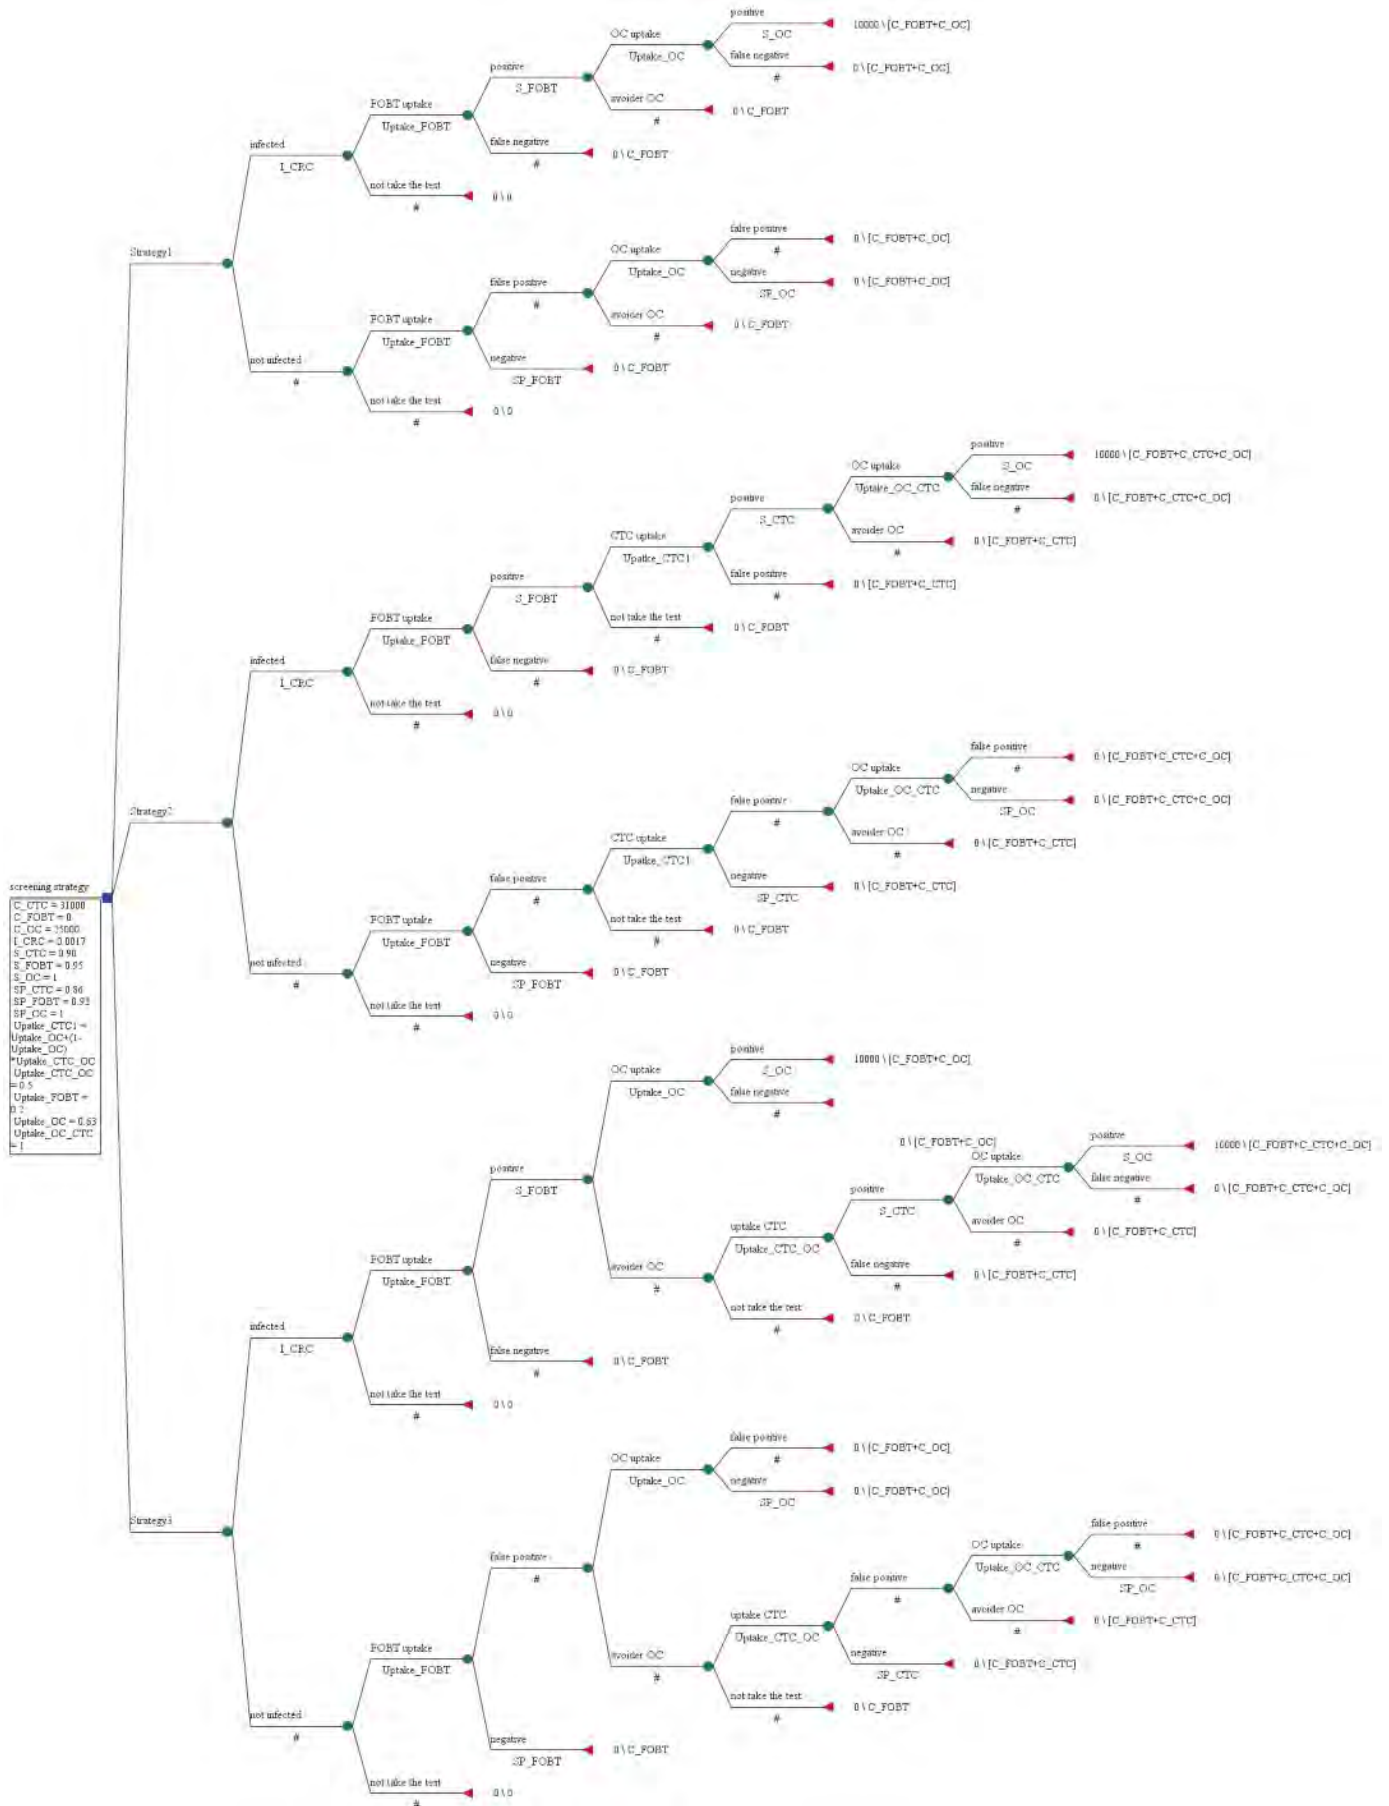 positive
S_OC
10000 \ [C_FOBT+C_OC]
OC uptake
Uptake_OC
false negative
#
0 \ [C_FOBT+C_OC]
positive
S_FOBT
avoider OC
#
0 \ C_FOBT
FOBT uptake
Uptake_FOBT
false negative
#
0 \ C_FOBT
infected
I_CRC
not take the test
#
0 \ 0
Strategy1
false positive
#
0 \ [C_FOBT+C_OC]
OC uptake
Uptake_OC
negative
SP_OC
0 \ [C_FOBT+C_OC]
false positive
#
avoider OC
#
0 \ C_FOBT
FOBT uptake
Uptake_FOBT
negative
SP_FOBT
0 \ C_FOBT
not infected
#
not take the test
#
0 \ 0
positive
S_OC
10000 \ [C_FOBT+C_CTC+C_OC]
OC uptake
Uptake_OC_CTC
false negative
#
0 \ [C_FOBT+C_CTC+C_OC]
positive
S_CTC
avoider OC
#
0 \ [C_FOBT+C_CTC]
CTC uptake
Upatke_CTC1
false positive
#
0 \ [C_FOBT+C_CTC]
positive
S_FOBT
not take the test
#
0 \ C_FOBT
FOBT uptake
Uptake_FOBT
false negative
#
0 \ C_FOBT
infected
I_CRC
not take the test
#
0 \ 0
Strategy2
false positive
#
0 \ [C_FOBT+C_CTC+C_OC]
OC uptake
Uptake_OC_CTC
negative
SP_OC
0 \ [C_FOBT+C_CTC+C_OC]
false positive
#
avoider OC
#
0 \ [C_FOBT+C_CTC]
CTC uptake
Upatke_CTC1
negative
SP_CTC
0 \ [C_FOBT+C_CTC]
false positive
#
not take the test
#
0 \ C_FOBT
FOBT uptake
Uptake_FOBT
negative
SP_FOBT
0 \ C_FOBT
not infected
#
not take the test
#
0 \ 0
screening strategy
C_CTC = 31000
C_FOBT = 0
C_OC = 25000
I_CRC = 0.0017
S_CTC = 0.90
S_FOBT = 0.95
S_OC = 1
SP_CTC = 0.86
SP_FOBT = 0.93
SP_OC = 1
Upatke_CTC1 =
Uptake_OC+(1-
Uptake_OC)
*Uptake_CTC_OC
Uptake_CTC_OC
= 0.5
Uptake_FOBT =
0.2
Uptake_OC = 0.63
Uptake_OC_CTC
= 1
positive
S_OC
10000 \ [C_FOBT+C_OC]
OC uptake
Uptake_OC
false negative
#
0 \ [C_FOBT+C_OC]
positive
S_FOBT
positive
S_OC
10000 \ [C_FOBT+C_CTC+C_OC]
OC uptake
Uptake_OC_CTC
false negative
#
0 \ [C_FOBT+C_CTC+C_OC]
positive
S_CTC
avoider OC
#
0 \ [C_FOBT+C_CTC]
uptake CTC
Uptake_CTC_OC
false negative
#
0 \ [C_FOBT+C_CTC]
avoider OC
#
not take the test
#
0 \ C_FOBT
FOBT uptake
Uptake_FOBT
false negative
#
0 \ C_FOBT
infected
I_CRC
not take the test
#
0 \ 0
Strategy3
false positive
#
0 \ [C_FOBT+C_OC]
OC uptake
Uptake_OC
negative
SP_OC
0 \ [C_FOBT+C_OC]
false positive
#
false positive
#
0 \ [C_FOBT+C_CTC+C_OC]
OC uptake
Uptake_OC_CTC
negative
SP_OC
0 \ [C_FOBT+C_CTC+C_OC]
false positive
#
avoider OC
#
0 \ [C_FOBT+C_CTC]
uptake CTC
Uptake_CTC_OC
negative
SP_CTC
0 \ [C_FOBT+C_CTC]
avoider OC
#
not take the test
#
0 \ C_FOBT
FOBT uptake
Uptake_FOBT
negative
SP_FOBT
0 \ C_FOBT
not infected
#
not take the test
#
0 \ 0